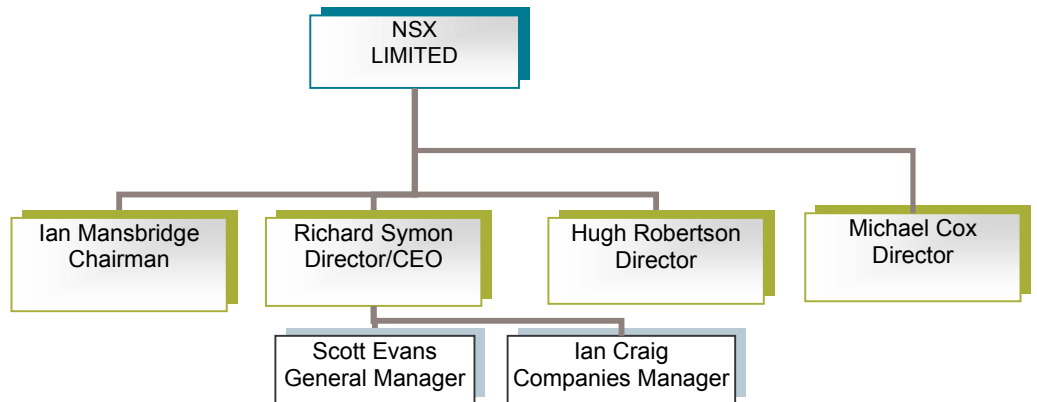 NSX
LIMITED
Ian Mansbridge
Chairman
Richard Symon
Director/CEO
Hugh Robertson
Director
Michael Cox
Director
Scott Evans
General Manager
Ian Craig
Companies Manager